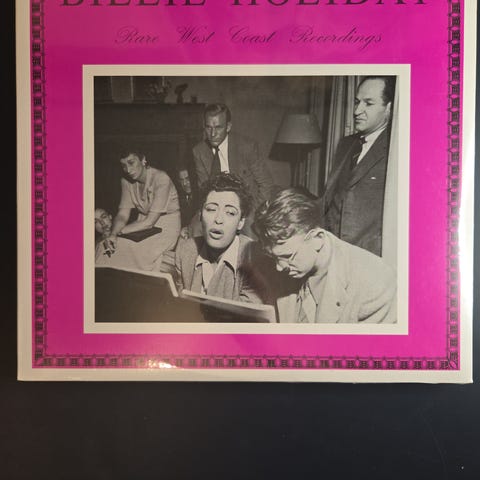 BILLIE HOLIDAY
Rare West Coast Recordings